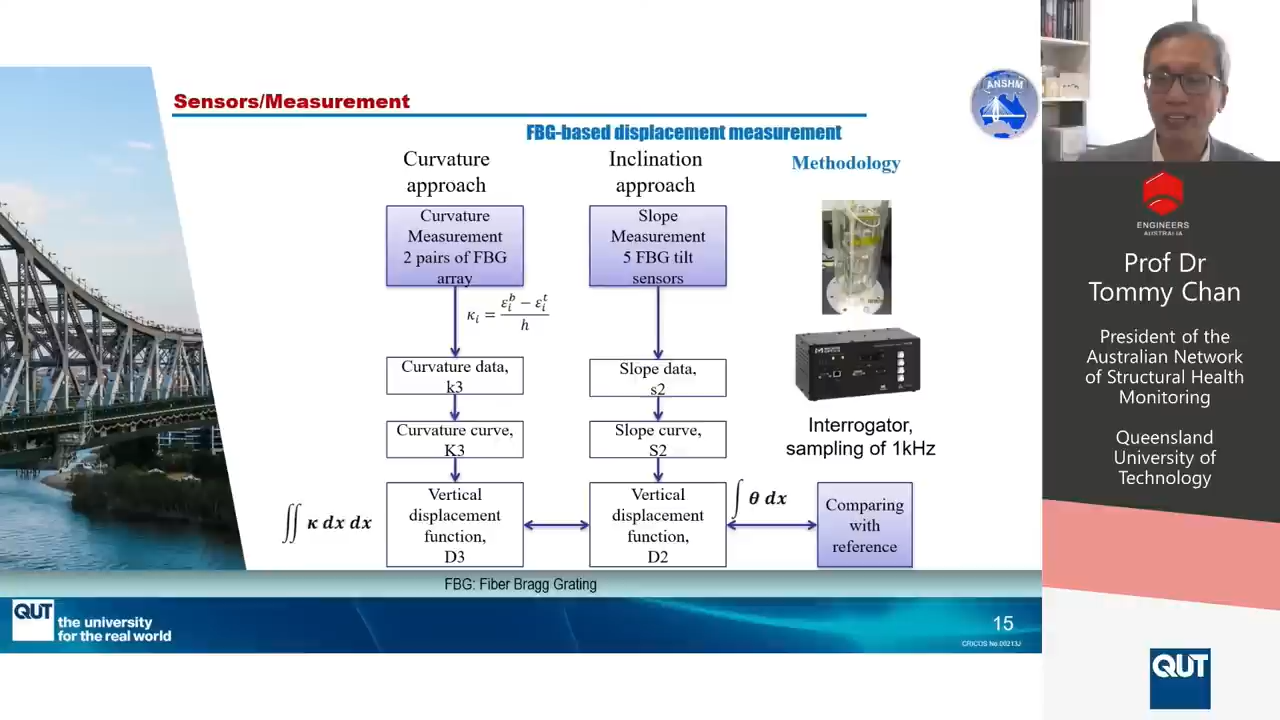 Sensors/Measurement
ANSHM
FBG-based displacement measurement
Curvature
approach
Inclination
approach
Methodology
Curvature
Measurement
2 pairs of FBG
array
Slope
Measurement
5 FBG tilt
sensors
κᵢ = (εᵢᵇ − εᵢᵗ) / h
Curvature data,
k3
Slope data,
s2
Curvature curve,
K3
Slope curve,
S2
Interrogator,
sampling of 1kHz
∬ κ dx dx
Vertical
displacement
function,
D3
Vertical
displacement
function,
D2
∫ θ dx
Comparing
with
reference
FBG: Fiber Bragg Grating
QUT
the university
for the real world
15
CRICOS No.00213J
ENGINEERS
AUSTRALIA
Prof Dr
Tommy Chan
President of the
Australian Network
of Structural Health
Monitoring
Queensland
University of
Technology
QUT